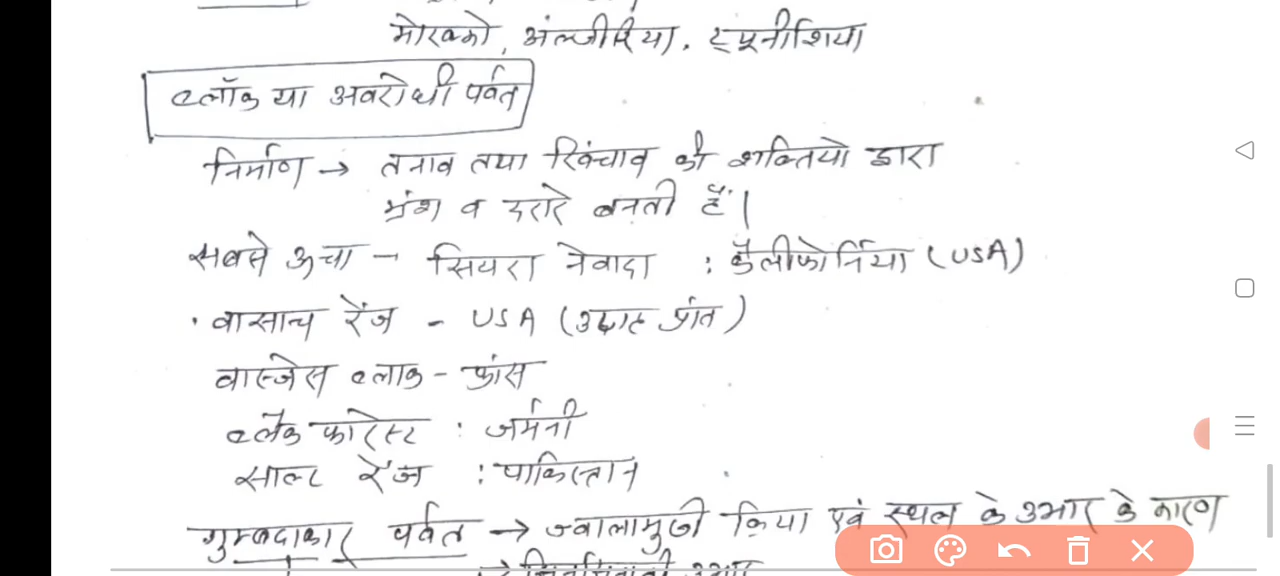 मोरक्को, अल्जीरिया, ट्यूनीशिया
ब्लॉक या अवरोधी पर्वत
निर्माण → तनाव तथा खिंचाव की शक्तियो द्वारा
भ्रंश व दरारे बनती हैं।
सबसे ऊचा - सियरा नेवादा : कैलीफोर्निया (USA)
• वासाच रेंज - USA (उटाह प्रांत)
वास्जेस ब्लाक - फ्रांस
ब्लैक फारेस्ट : जर्मनी
साल्ट रेंज : पाकिस्तान
गुम्बदाकार पर्वत → ज्वालामुखी क्रिया एवं स्थल के उभार के कारण